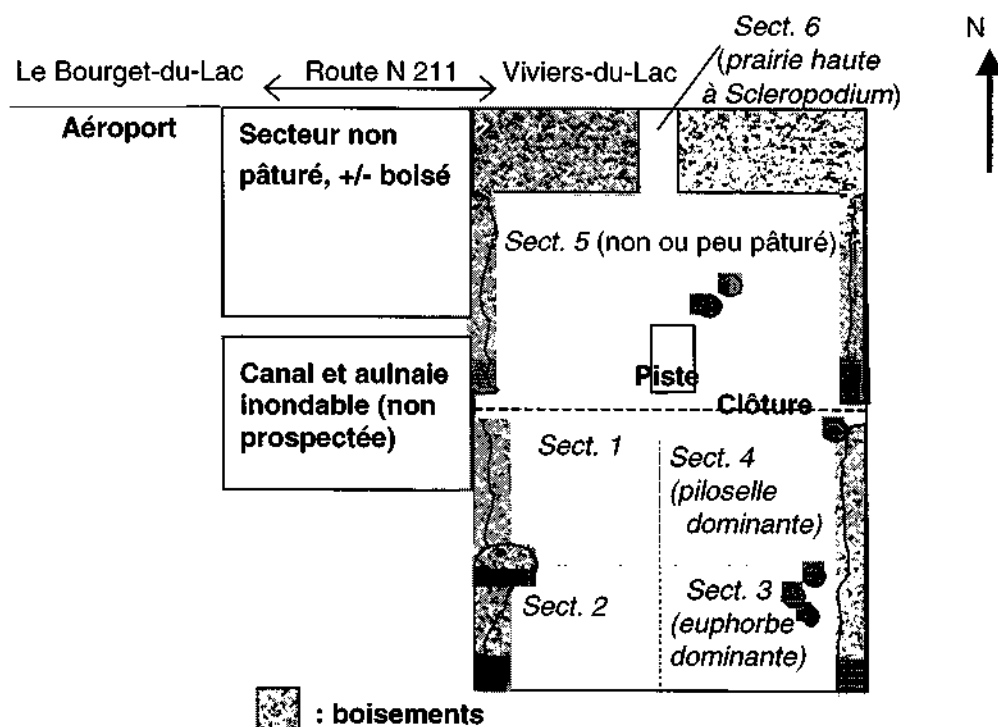 Sect. 6
(prairie haute
à Scleropodium)
N
Le Bourget-du-Lac
Route N 211
Viviers-du-Lac
Aéroport
Secteur non
pâturé, +/- boisé
Sect. 5 (non ou peu pâturé)
Canal et aulnaie
inondable (non
prospectée)
Piste
Clôture
Sect. 1
Sect. 4
(piloselle
dominante)
Sect. 2
Sect. 3
(euphorbe
dominante)
: boisements